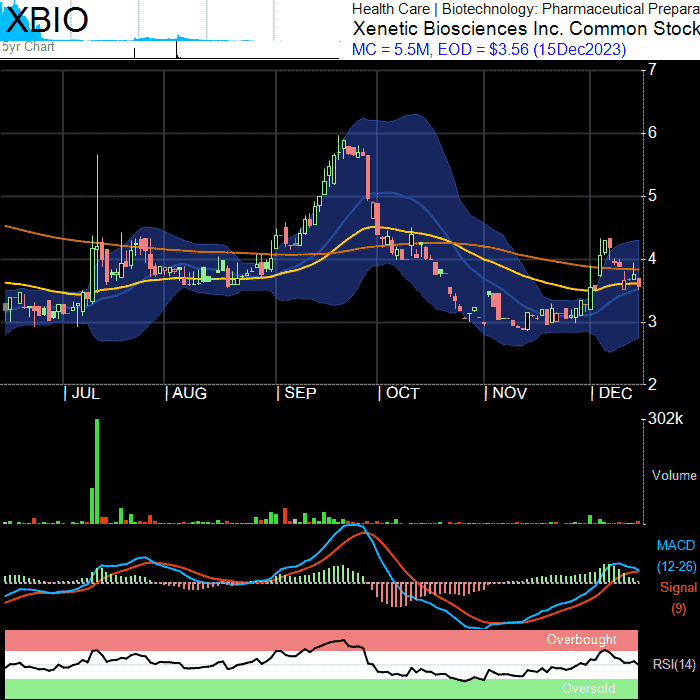 XBIO
5yr Chart
Health Care | Biotechnology: Pharmaceutical Prepara
Xenetic Biosciences Inc. Common Stock
MC = 5.5M, EOD = $3.56 (15Dec2023)
7
6
5
4
3
2
| JUL | AUG | SEP | OCT | NOV | DEC
302k
Volume
MACD
(12-26)
Signal
(9)
Overbought
RSI(14)
Oversold